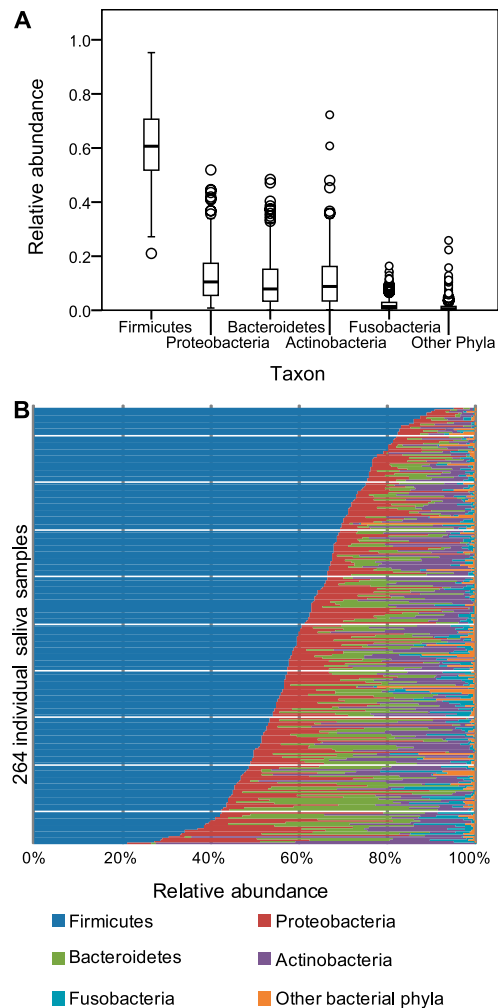 A
Relative abundance
1.0
0.8
0.6
0.4
0.2
0.0
Firmicutes
Bacteroidetes
Fusobacteria
Proteobacteria
Actinobacteria
Other Phyla
Taxon
B
264 individual saliva samples
0% 20% 40% 60% 80% 100%
Relative abundance
Firmicutes
Proteobacteria
Bacteroidetes
Actinobacteria
Fusobacteria
Other bacterial phyla